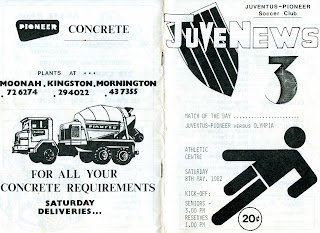 PIONEER
CONCRETE
PLANTS AT ...
MOONAH, KINGSTON, MORNINGTON
726274 294022 437355
PIONEER
FOR ALL YOUR
CONCRETE REQUIREMENTS
SATURDAY
DELIVERIES...
JUVENTUS-PIONEER
Soccer Club
JUVENEWS
3
MATCH OF THE DAY
JUVENTUS-PIONEER versus OLYMPIA
ATHLETIC
CENTRE
SATURDAY
8TH MAY, 1982
KICK-OFF:
SENIORS -
3.00 PM
RESERVES -
1.00 PM
20¢